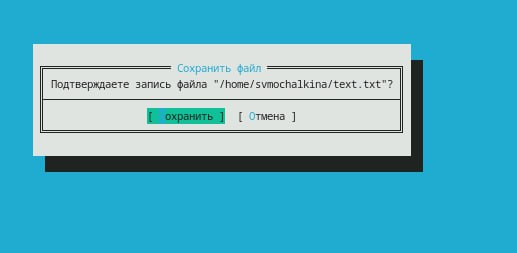 Сохранить файл
Подтверждаете запись файла "/home/svmochalkina/text.txt"?
[ Сохранить ] [ Отмена ]